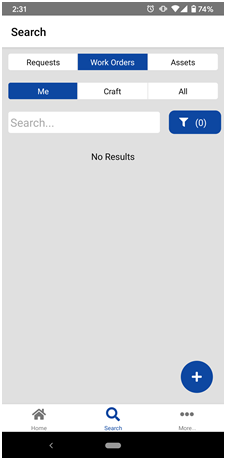 2:31 74%
Search
Requests Work Orders Assets
Me Craft All
Search... (0)
No Results
+
Home Search More...